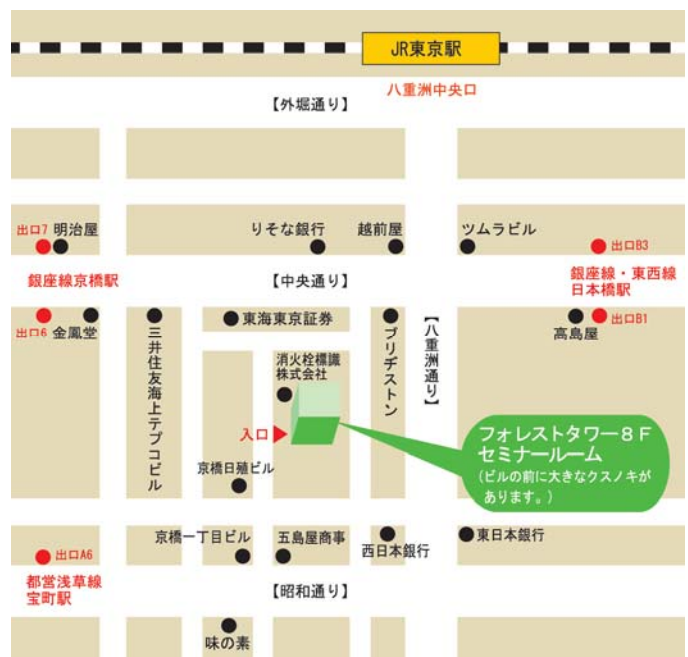 JR東京駅
八重洲中央口
【外堀通り】
出口7 明治屋
りそな銀行
越前屋
ツムラビル
出口B3
銀座線京橋駅
【中央通り】
銀座線・東西線
日本橋駅
出口6 金鳳堂
三井住友海上テプコビル
東海東京証券
ブリヂストン
【八重洲通り】
高島屋
出口B1
消火栓標識
株式会社
入口
フォレストタワー8F
セミナールーム
(ビルの前に大きなクスノキが
あります。)
京橋日殖ビル
京橋一丁目ビル
五島屋商事
西日本銀行
東日本銀行
出口A6
都営浅草線
宝町駅
【昭和通り】
味の素